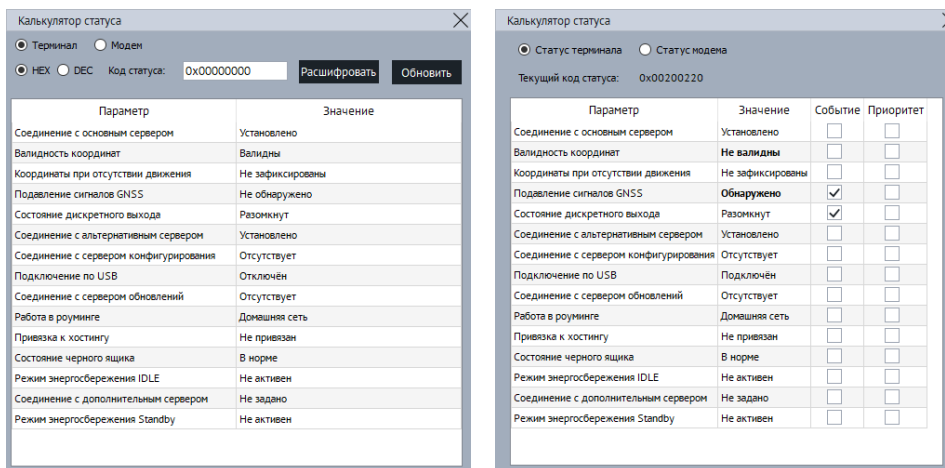 Калькулятор статуса
Терминал Модем
HEX DEC Код статуса: 0x00000000 Расшифровать Обновить
Параметр Значение
Соединение с основным сервером Установлено
Валидность координат Валидны
Координаты при отсутствии движения Не зафиксированы
Подавление сигналов GNSS Не обнаружено
Состояние дискретного выхода Разомкнут
Соединение с альтернативным сервером Установлено
Соединение с сервером конфигурирования Отсутствует
Подключение по USB Отключён
Соединение с сервером обновлений Отсутствует
Работа в роуминге Домашняя сеть
Привязка к хостингу Не привязан
Состояние черного ящика В норме
Режим энергосбережения IDLE Не активен
Соединение с дополнительным сервером Не задано
Режим энергосбережения Standby Не активен
Калькулятор статуса
Статус терминала Статус модема
Текущий код статуса: 0x00200220
Параметр Значение Событие Приоритет
Соединение с основным сервером Установлено
Валидность координат Не валидны
Координаты при отсутствии движения Не зафиксированы
Подавление сигналов GNSS Обнаружено
Состояние дискретного выхода Разомкнут
Соединение с альтернативным сервером Установлено
Соединение с сервером конфигурирования Отсутствует
Подключение по USB Подключён
Соединение с сервером обновлений Отсутствует
Работа в роуминге Домашняя сеть
Привязка к хостингу Не привязан
Состояние черного ящика В норме
Режим энергосбережения IDLE Не активен
Соединение с дополнительным сервером Не задано
Режим энергосбережения Standby Не активен